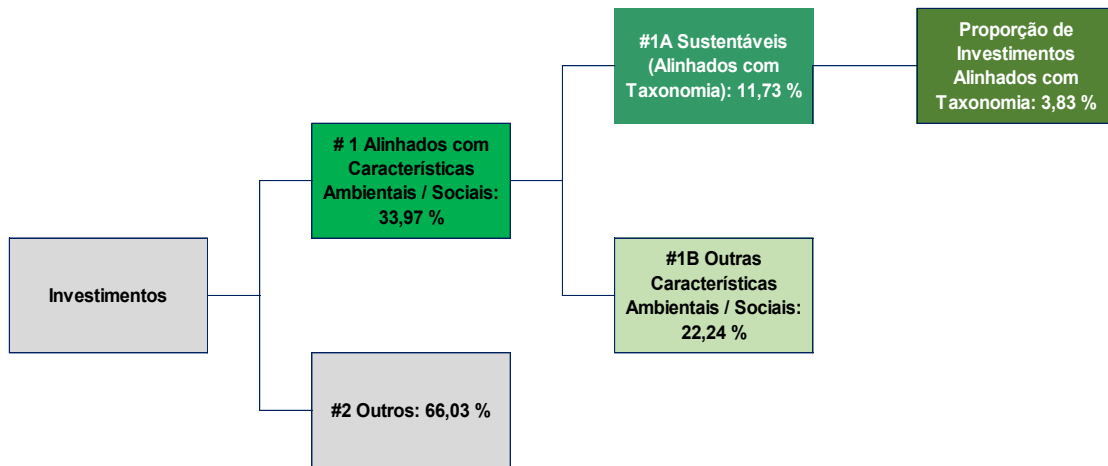 #1A Sustentáveis
(Alinhados com
Taxonomia): 11,73 %
Proporção de
Investimentos
Alinhados com
Taxonomia: 3,83 %
# 1 Alinhados com
Características
Ambientais / Sociais:
33,97 %
Investimentos
#1B Outras
Características
Ambientais / Sociais:
22,24 %
#2 Outros: 66,03 %